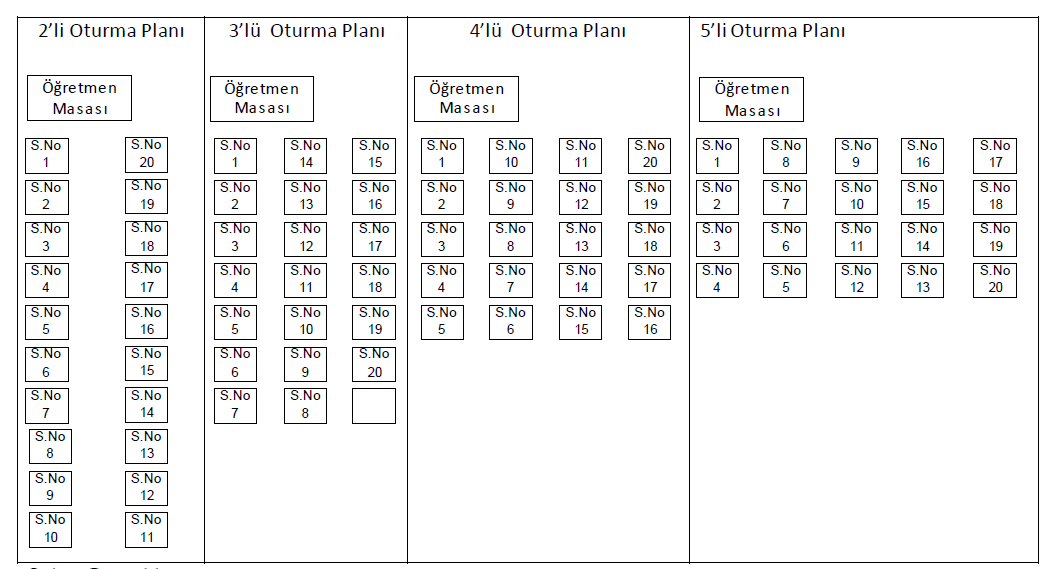 2'li Oturma Planı
Öğretmen
Masası
S.No S.No
1 20
S.No S.No
2 19
S.No S.No
3 18
S.No S.No
4 17
S.No S.No
5 16
S.No S.No
6 15
S.No S.No
7 14
S.No S.No
8 13
S.No S.No
9 12
S.No S.No
10 11
3'lü Oturma Planı
Öğretmen
Masası
S.No S.No S.No
1 14 15
S.No S.No S.No
2 13 16
S.No S.No S.No
3 12 17
S.No S.No S.No
4 11 18
S.No S.No S.No
5 10 19
S.No S.No S.No
6 9 20
S.No S.No
7 8
4'lü Oturma Planı
Öğretmen
Masası
S.No S.No S.No S.No
1 10 11 20
S.No S.No S.No S.No
2 9 12 19
S.No S.No S.No S.No
3 8 13 18
S.No S.No S.No S.No
4 7 14 17
S.No S.No S.No S.No
5 6 15 16
5'li Oturma Planı
Öğretmen
Masası
S.No S.No S.No S.No S.No
1 8 9 16 17
S.No S.No S.No S.No S.No
2 7 10 15 18
S.No S.No S.No S.No S.No
3 6 11 14 19
S.No S.No S.No S.No S.No
4 5 12 13 20